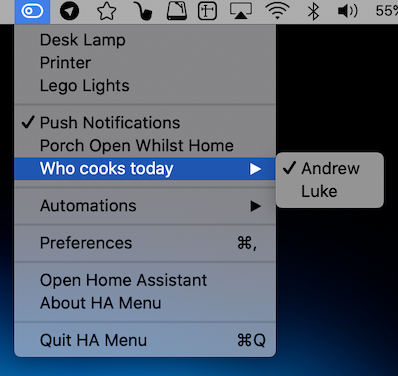 55%
Desk Lamp
Printer
Lego Lights
✓ Push Notifications
Porch Open Whilst Home
Who cooks today ▶
✓ Andrew
Luke
Automations ▶
Preferences ⌘,
Open Home Assistant
About HA Menu
Quit HA Menu ⌘Q